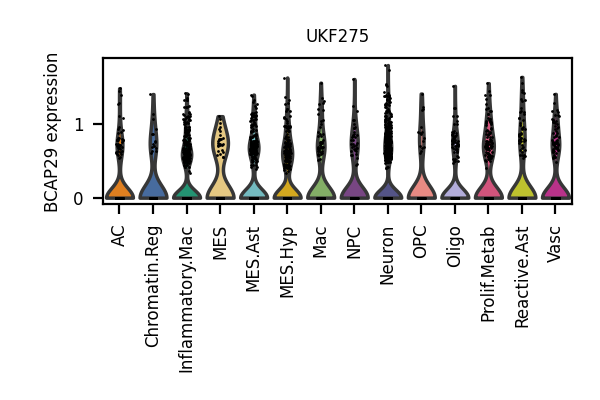 UKF275
BCAP29 expression
1
0
AC
Chromatin.Reg
Inflammatory.Mac
MES
MES.Ast
MES.Hyp
Mac
NPC
Neuron
OPC
Oligo
Prolif.Metab
Reactive.Ast
Vasc